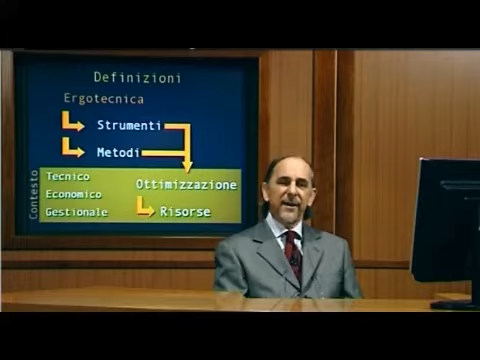 Definizioni
Ergotecnica
Strumenti
Metodi
Contesto
Tecnico
Economico
Gestionale
Ottimizzazione
Risorse